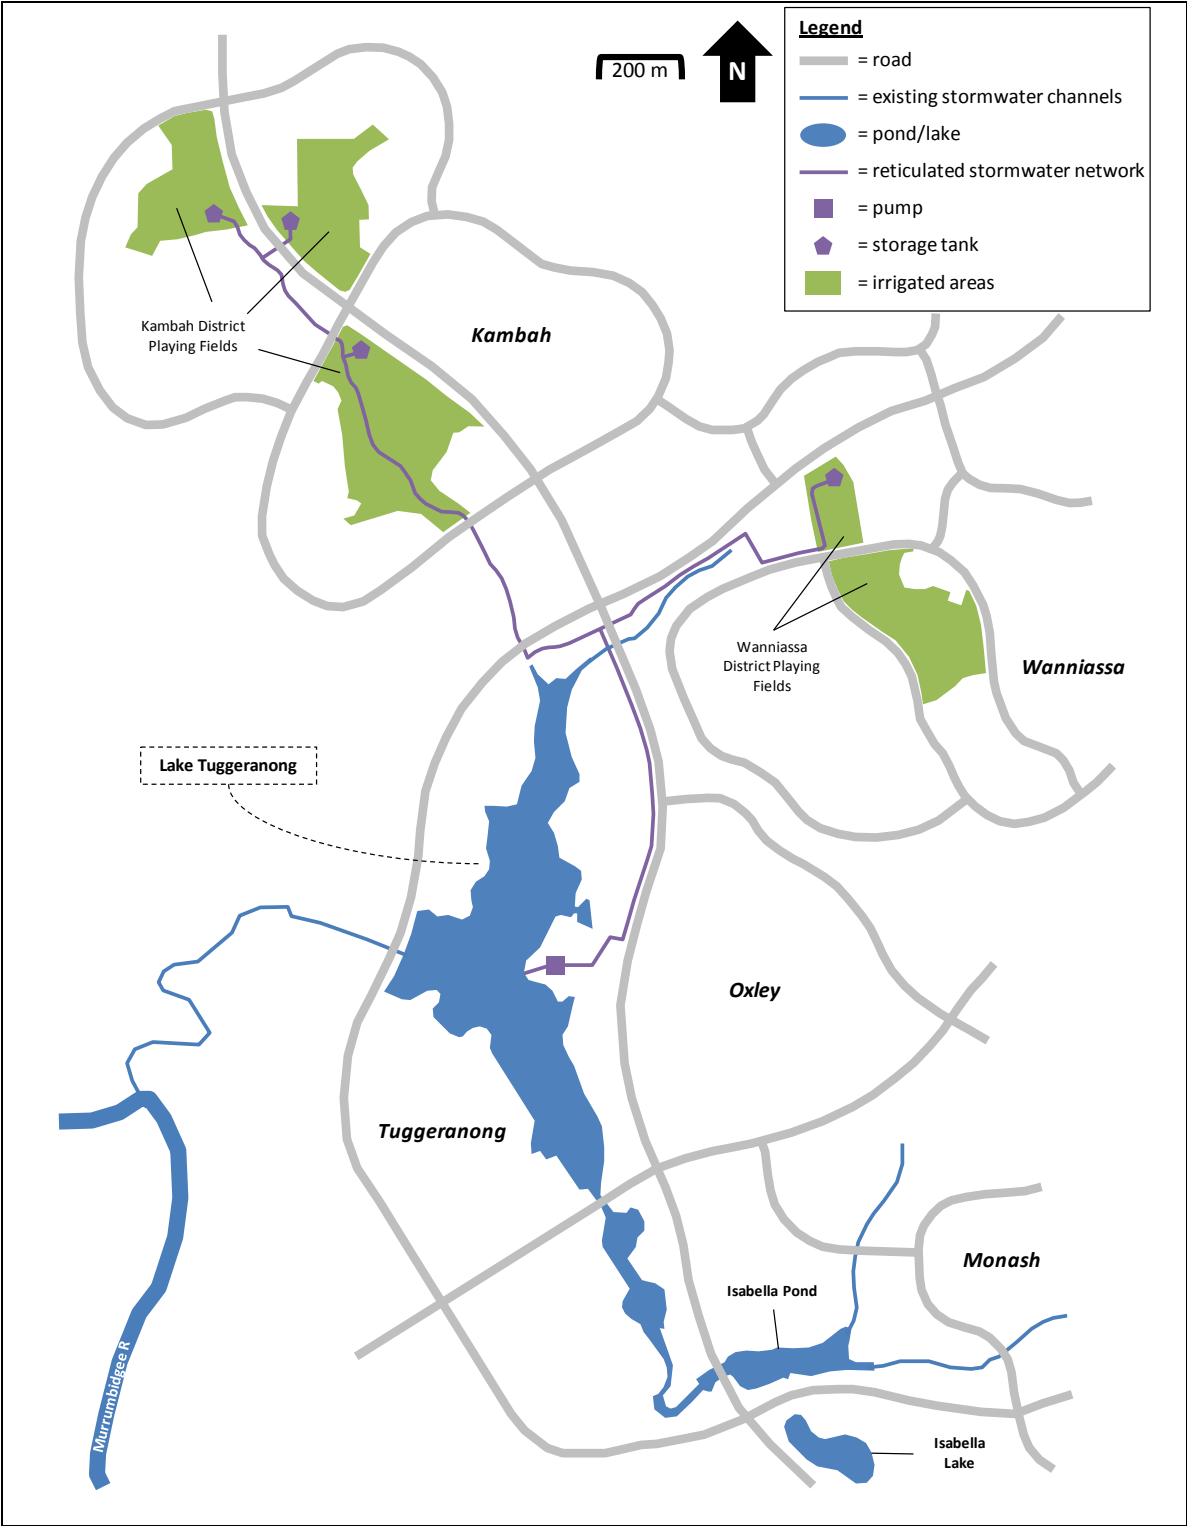 200 m
N
Legend
= road
= existing stormwater channels
= pond/lake
= reticulated stormwater network
= pump
= storage tank
= irrigated areas
Kambah District
Playing Fields
Kambah
Wanniassa
District Playing
Fields
Wanniassa
Lake Tuggeranong
Oxley
Tuggeranong
Monash
Isabella Pond
Murrumbidgee R
Isabella
Lake